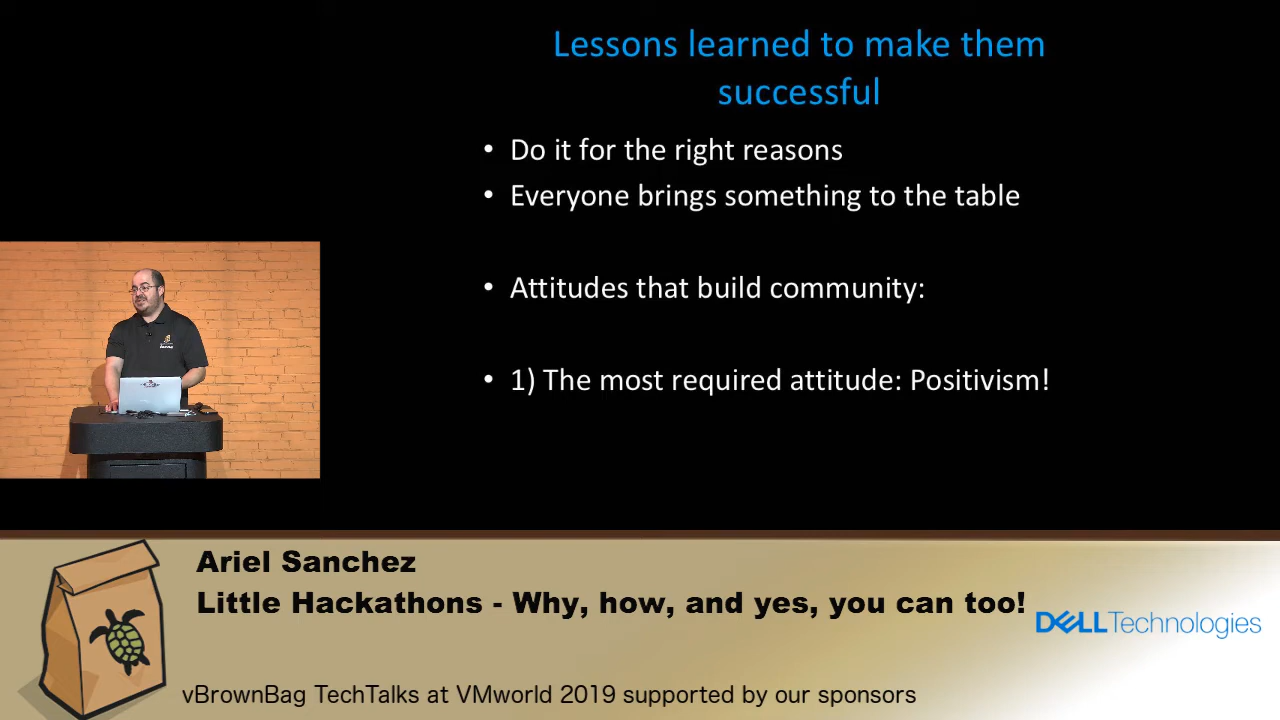 Lessons learned to make them
successful
• Do it for the right reasons
• Everyone brings something to the table
• Attitudes that build community:
• 1) The most required attitude: Positivism!
Ariel Sanchez
Little Hackathons - Why, how, and yes, you can too!
DELL Technologies
vBrownBag TechTalks at VMworld 2019 supported by our sponsors